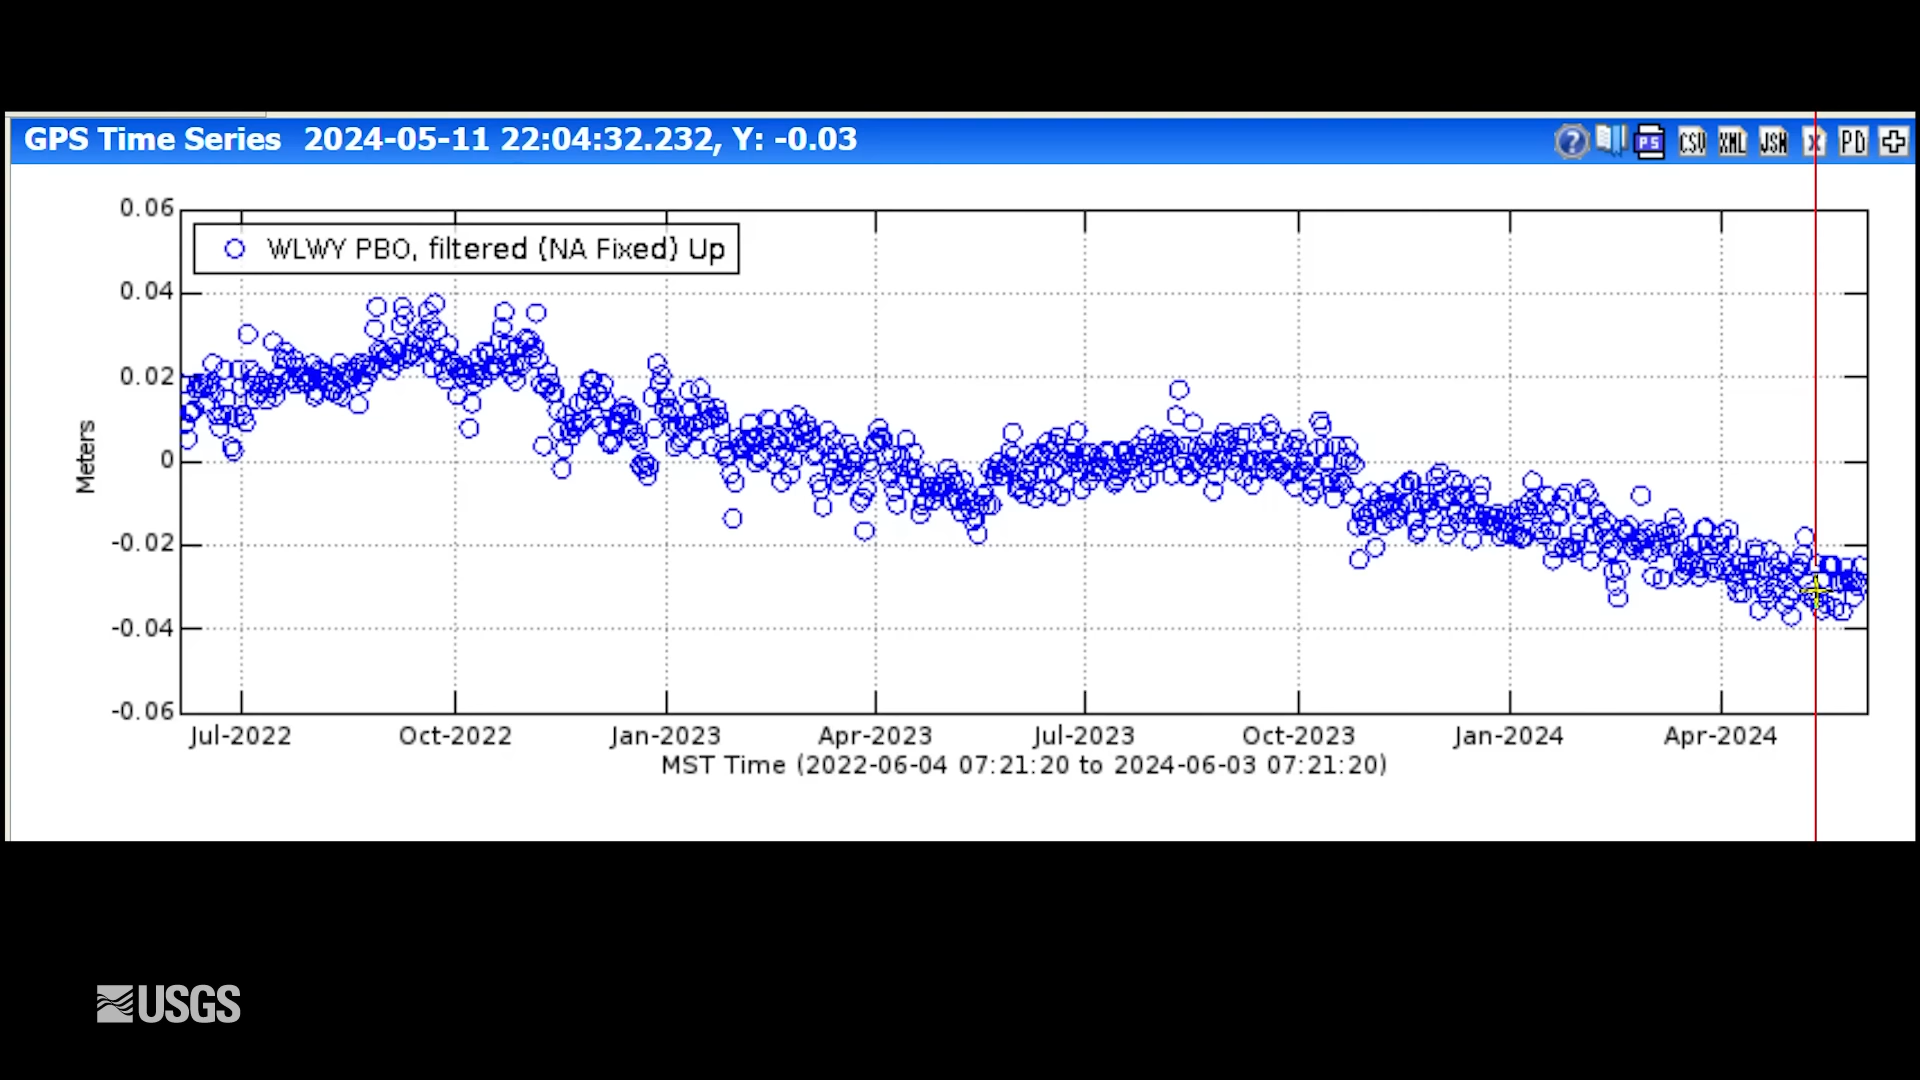 GPS Time Series 2024-05-11 22:04:32.232, Y: -0.03
? PS CSV XML JSN X PD
WLWY PBO, filtered (NA Fixed) Up
0.06
0.04
0.02
0
-0.02
-0.04
-0.06
Meters
Jul-2022 Oct-2022 Jan-2023 Apr-2023 Jul-2023 Oct-2023 Jan-2024 Apr-2024
MST Time (2022-06-04 07:21:20 to 2024-06-03 07:21:20)
USGS